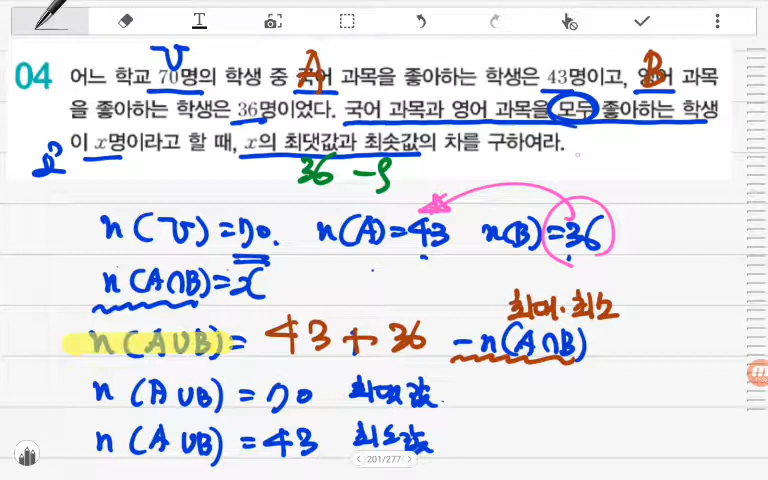 U A B
04 어느 학교 70명의 학생 중 국어 과목을 좋아하는 학생은 43명이고, 영어 과목
을 좋아하는 학생은 36명이었다. 국어 과목과 영어 과목을 모두 좋아하는 학생
이 x명이라고 할 때, x의 최댓값과 최솟값의 차를 구하여라.
36 - 9
n(U)=70. n(A)=43 n(B)=36
n(A∩B)=x
최대·최소
n(A∪B)= 43+36 -n(A∩B)
n(A∪B)=70 최대값.
n(A∪B)=43 최소값
201/277